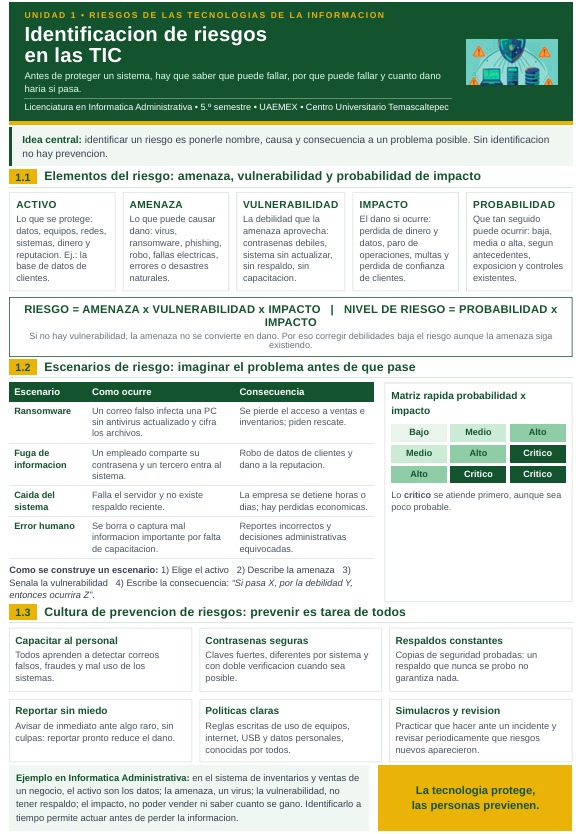 UNIDAD 1 • RIESGOS DE LAS TECNOLOGIAS DE LA INFORMACION
Identificacion de riesgos
en las TIC
Antes de proteger un sistema, hay que saber que puede fallar, por que puede fallar y cuanto dano
haria si pasa.
Licenciatura en Informatica Administrativa • 5.º semestre • UAEMEX • Centro Universitario Temascaltepec
Idea central: identificar un riesgo es ponerle nombre, causa y consecuencia a un problema posible. Sin identificacion
no hay prevencion.
1.1 Elementos del riesgo: amenaza, vulnerabilidad y probabilidad de impacto
ACTIVO
Lo que se protege:
datos, equipos, redes,
sistemas, dinero y
reputacion. Ej.: la
base de datos de
clientes.
AMENAZA
Lo que puede causar
dano: virus,
ransomware, phishing,
robo, fallas electricas,
errores o desastres
naturales.
VULNERABILIDAD
La debilidad que la
amenaza aprovecha:
contrasenas debiles,
sistema sin actualizar,
sin respaldo, sin
capacitacion.
IMPACTO
El dano si ocurre:
perdida de dinero y
datos, paro de
operaciones, multas y
perdida de confianza
de clientes.
PROBABILIDAD
Que tan seguido
puede ocurrir: baja,
media o alta, segun
antecedentes,
exposicion y controles
existentes.
RIESGO = AMENAZA x VULNERABILIDAD x IMPACTO | NIVEL DE RIESGO = PROBABILIDAD x
IMPACTO
Si no hay vulnerabilidad, la amenaza no se convierte en dano. Por eso corregir debilidades baja el riesgo aunque la amenaza siga
existiendo.
1.2 Escenarios de riesgo: imaginar el problema antes de que pase
Escenario Como ocurre Consecuencia
Ransomware
Un correo falso infecta una PC
sin antivirus actualizado y cifra
los archivos.
Se pierde el acceso a ventas e
inventarios; piden rescate.
Fuga de
informacion
Un empleado comparte su
contrasena y un tercero entra al
sistema.
Robo de datos de clientes y
dano a la reputacion.
Caida del
sistema
Falla el servidor y no existe
respaldo reciente.
La empresa se detiene horas o
dias; hay perdidas economicas.
Error humano
Se borra o captura mal
informacion importante por falta
de capacitacion.
Reportes incorrectos y
decisiones administrativas
equivocadas.
Como se construye un escenario: 1) Elige el activo 2) Describe la amenaza 3)
Senala la vulnerabilidad 4) Escribe la consecuencia: “Si pasa X, por la debilidad Y,
entonces ocurrira Z”.
Matriz rapida probabilidad x
impacto
Bajo Medio Alto
Medio Alto Critico
Alto Critico Critico
Lo critico se atiende primero, aunque sea
poco probable.
1.3 Cultura de prevencion de riesgos: prevenir es tarea de todos
Capacitar al personal
Todos aprenden a detectar correos
falsos, fraudes y mal uso de los
sistemas.
Contrasenas seguras
Claves fuertes, diferentes por sistema y
con doble verificacion cuando sea
posible.
Respaldos constantes
Copias de seguridad probadas: un
respaldo que nunca se probo no
garantiza nada.
Reportar sin miedo
Avisar de inmediato ante algo raro, sin
culpas: reportar pronto reduce el dano.
Politicas claras
Reglas escritas de uso de equipos,
internet, USB y datos personales,
conocidas por todos.
Simulacros y revision
Practicar que hacer ante un incidente y
revisar periodicamente que riesgos
nuevos aparecieron.
Ejemplo en Informatica Administrativa: en el sistema de inventarios y ventas de
un negocio, el activo son los datos; la amenaza, un virus; la vulnerabilidad, no
tener respaldo; el impacto, no poder vender ni saber cuanto se gano. Identificarlo a
tiempo permite actuar antes de perder la informacion.
La tecnologia protege,
las personas previenen.